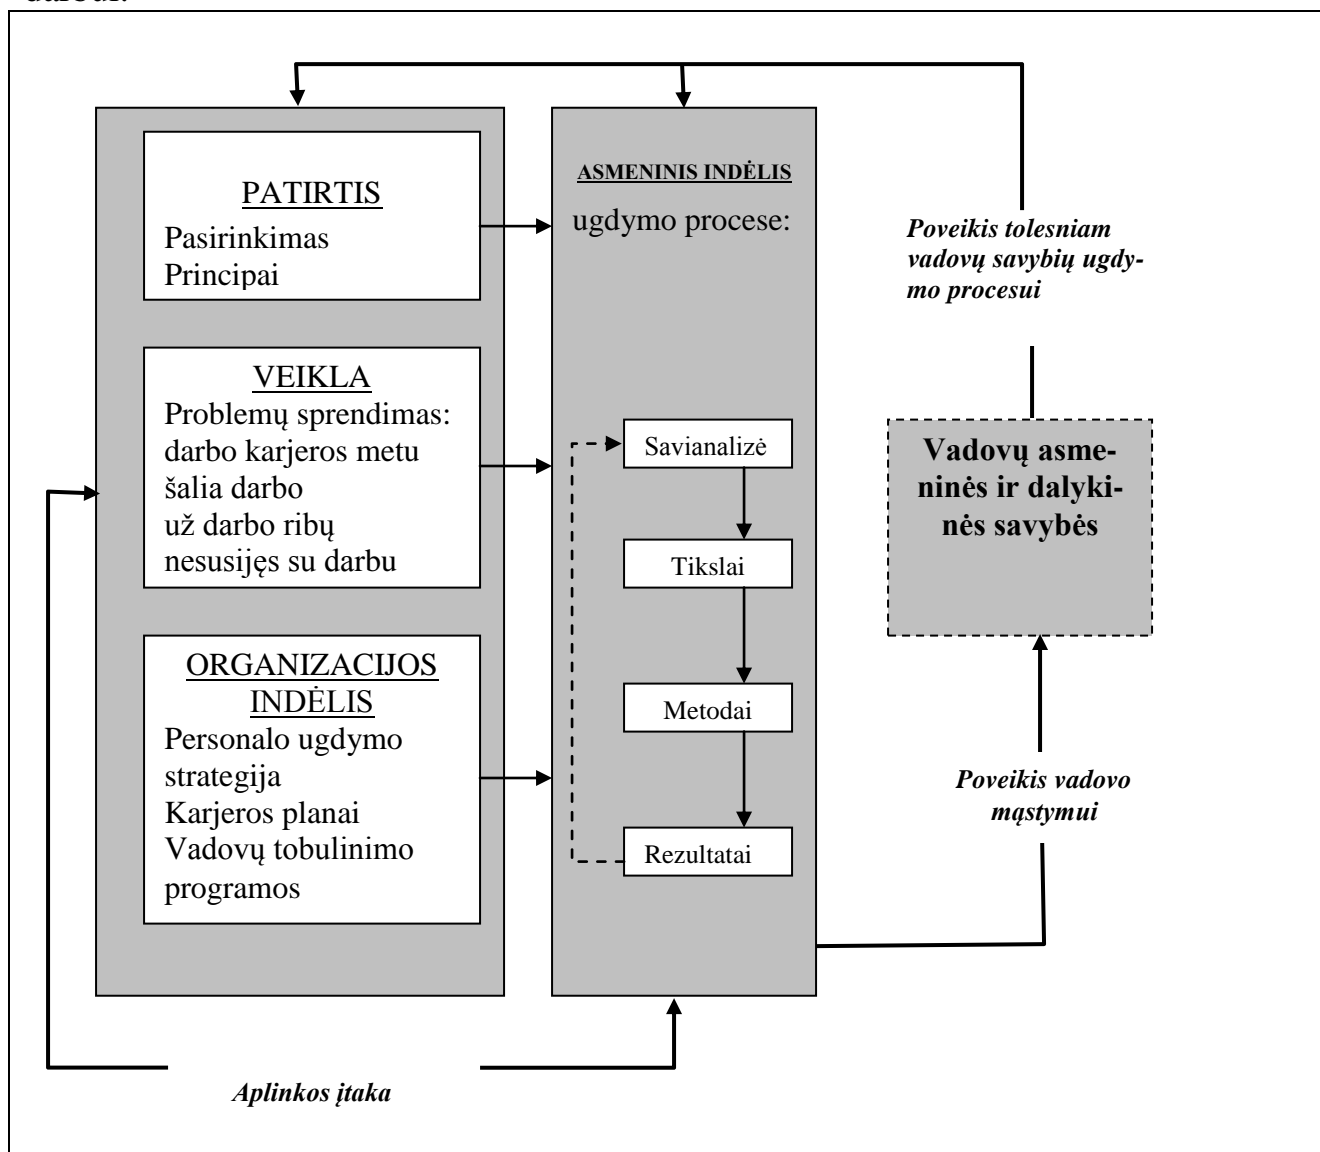 PATIRTIS
Pasirinkimas
Principai
VEIKLA
Problemų sprendimas:
darbo karjeros metu
šalia darbo
už darbo ribų
nesusijęs su darbu
ORGANIZACIJOS
INDĖLIS
Personalo ugdymo
strategija
Karjeros planai
Vadovų tobulinimo
programos
ASMENINIS INDĖLIS
ugdymo procese:
Savianalizė
Tikslai
Metodai
Rezultatai
Poveikis tolesniam
vadovų savybių ugdy-
mo procesui
Vadovų asme-
ninės ir dalyki-
nės savybės
Poveikis vadovo
mąstymui
Aplinkos įtaka